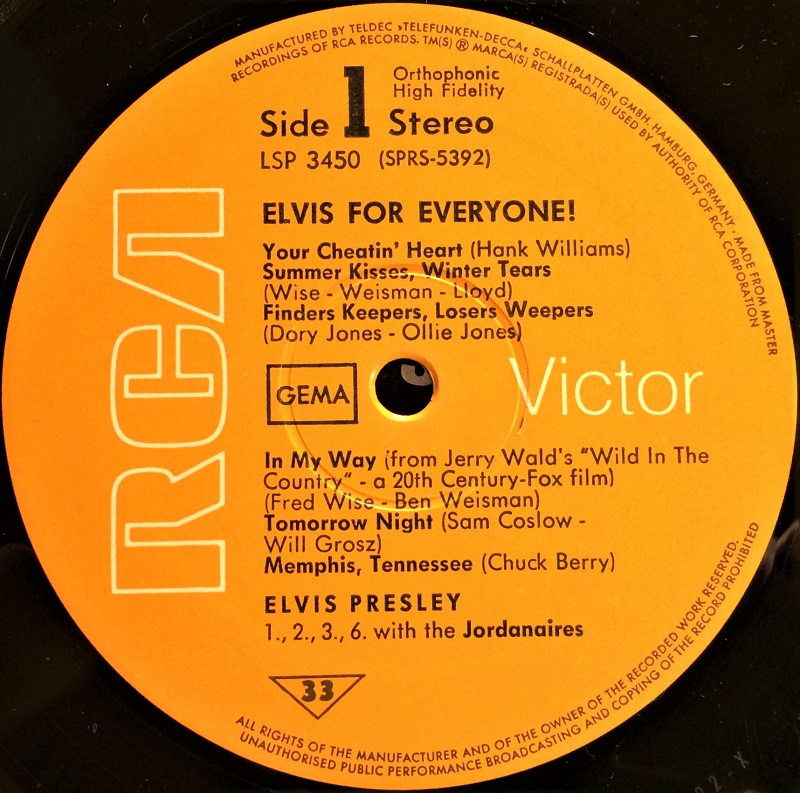 MANUFACTURED BY TELDEC »TELEFUNKEN-DECCA« SCHALLPLATTEN GMBH, HAMBURG, GERMANY · MADE FROM MASTER
RECORDINGS OF RCA RECORDS. TM(S) ® MARCA(S) REGISTRADA(S) USED BY AUTHORITY OF RCA CORPORATION
Orthophonic
High Fidelity
Side 1 Stereo
LSP 3450 (SPRS-5392)
RCA
ELVIS FOR EVERYONE!
Your Cheatin' Heart (Hank Williams)
Summer Kisses, Winter Tears
(Wise - Weisman - Lloyd)
Finders Keepers, Losers Weepers
(Dory Jones - Ollie Jones)
GEMA
Victor
In My Way (from Jerry Wald's "Wild In The
Country" - a 20th Century-Fox film)
(Fred Wise - Ben Weisman)
Tomorrow Night (Sam Coslow -
Will Grosz)
Memphis, Tennessee (Chuck Berry)
ELVIS PRESLEY
1., 2., 3., 6. with the Jordanaires
33
ALL RIGHTS OF THE MANUFACTURER AND OF THE OWNER OF THE RECORDED WORK RESERVED.
UNAUTHORISED PUBLIC PERFORMANCE BROADCASTING AND COPYING OF THE RECORD PROHIBITED